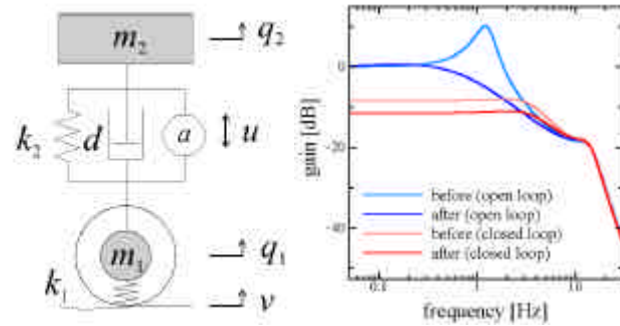 m₂
q₂
k₂ d a u
m₁ q₁
k₁ v
gain [dB]
0
-20
-40
before (open loop)
after (open loop)
before (closed loop)
after (closed loop)
0.1 1 10
frequency [Hz]